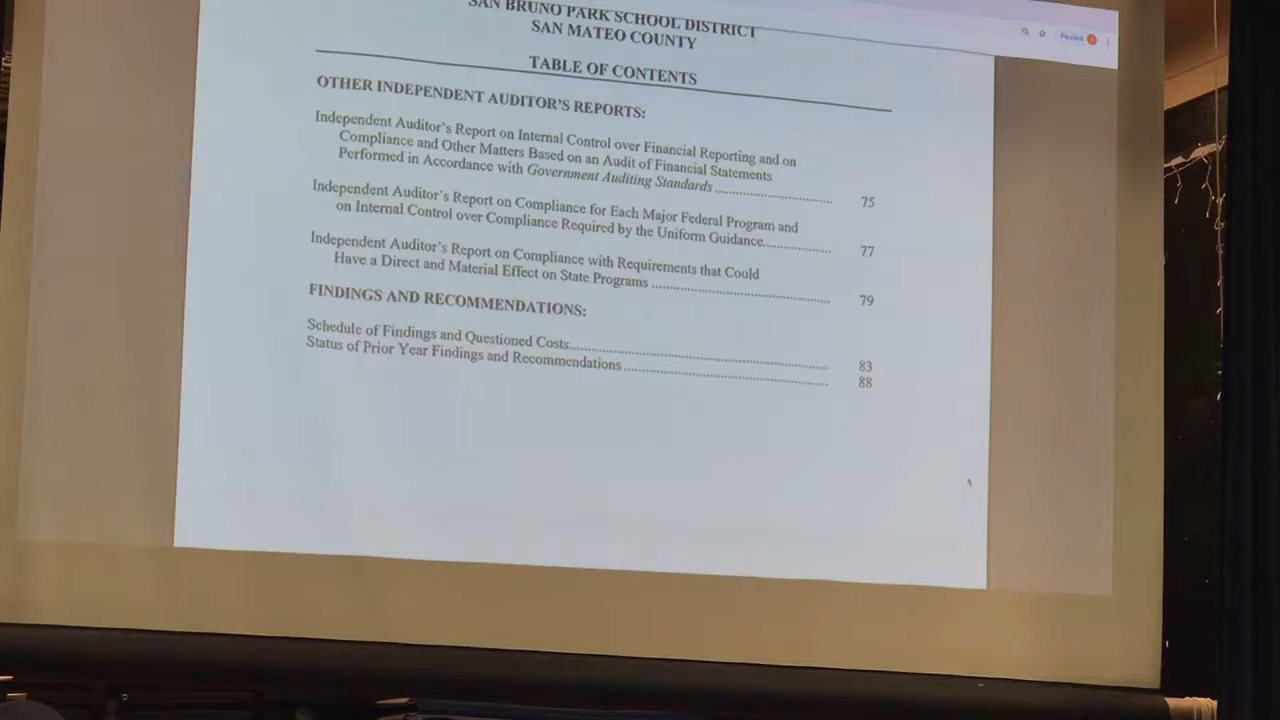 SAN BRUNO PARK SCHOOL DISTRICT
SAN MATEO COUNTY
TABLE OF CONTENTS
OTHER INDEPENDENT AUDITOR'S REPORTS:
Independent Auditor's Report on Internal Control over Financial Reporting and on
Compliance and Other Matters Based on an Audit of Financial Statements
Performed in Accordance with Government Auditing Standards ........................ 75
Independent Auditor's Report on Compliance for Each Major Federal Program and
on Internal Control over Compliance Required by the Uniform Guidance.............. 77
Independent Auditor's Report on Compliance with Requirements that Could
Have a Direct and Material Effect on State Programs .................................... 79
FINDINGS AND RECOMMENDATIONS:
Schedule of Findings and Questioned Costs..................................................... 83
Status of Prior Year Findings and Recommendations .......................................... 88
Paused